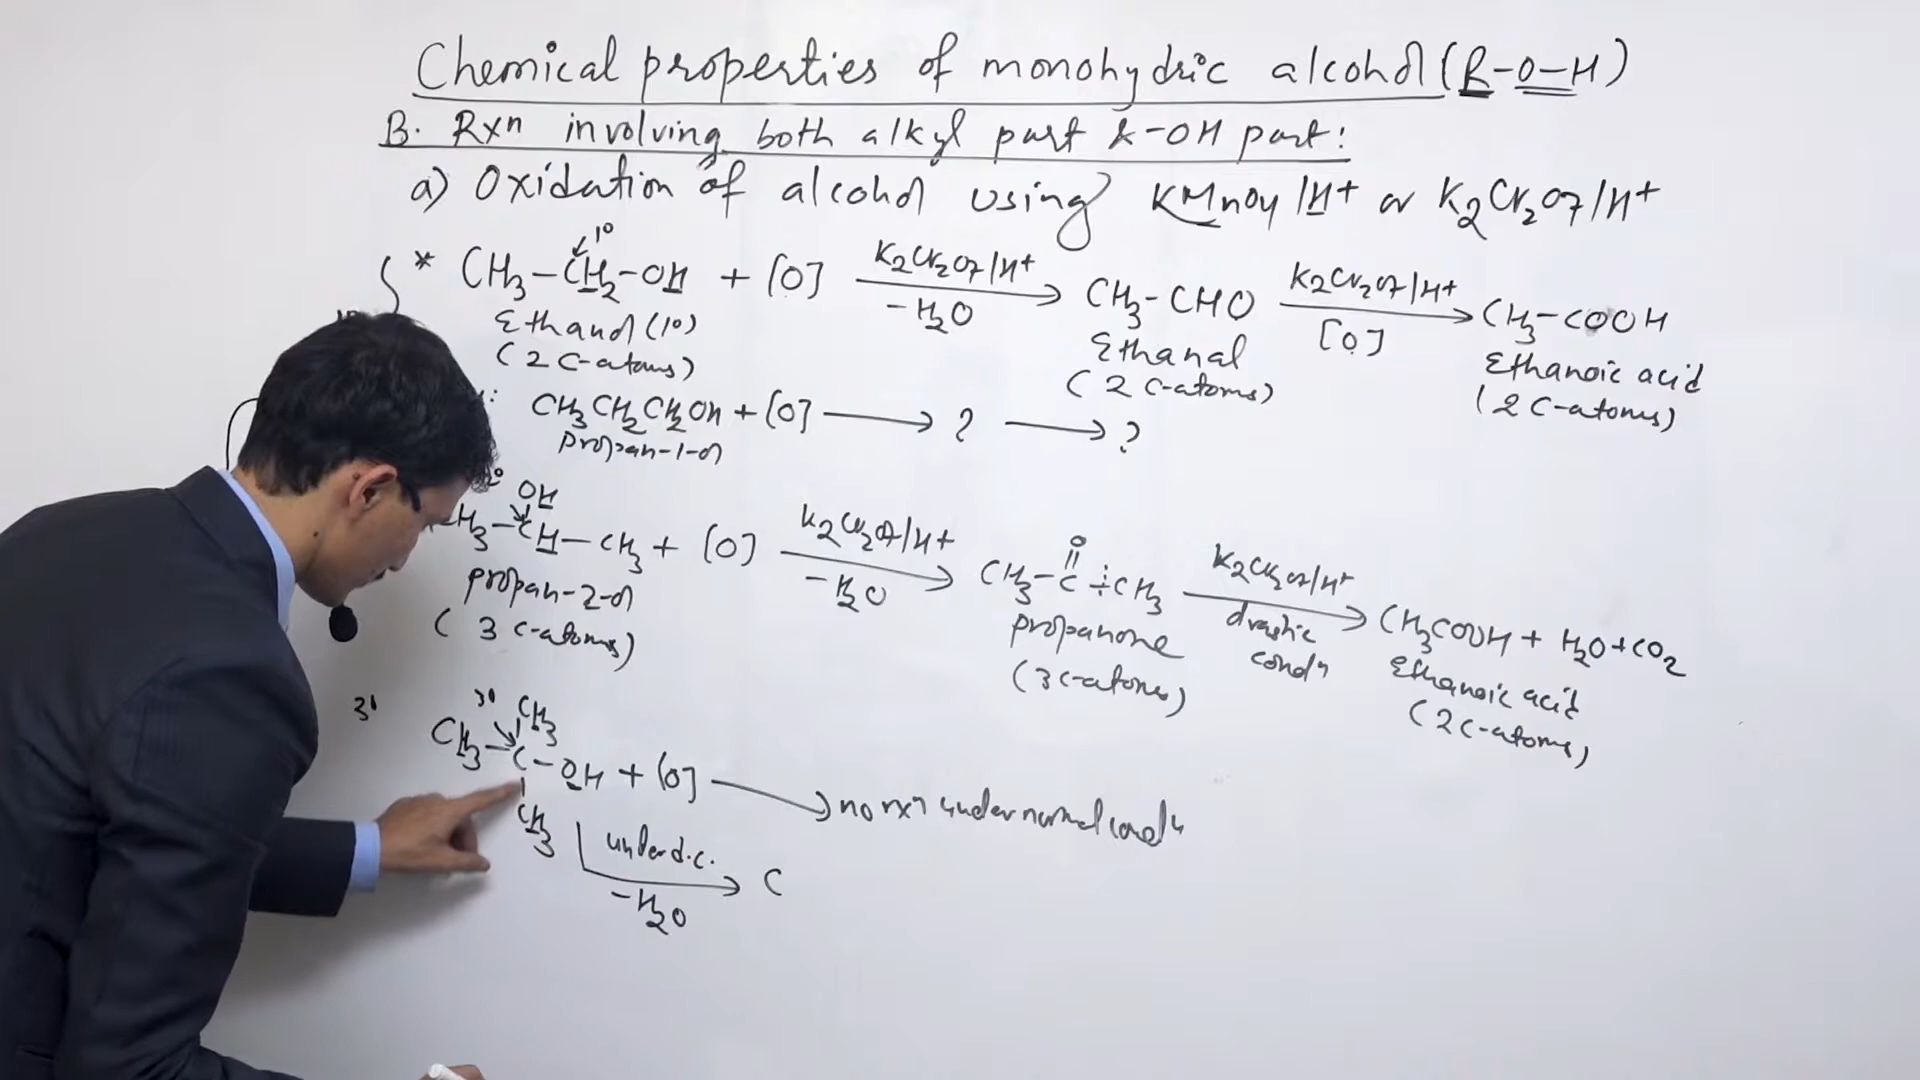 Chemical properties of monohydric alcohol (R-O-H)
B. Rxn involving both alkyl part & -OH part:
a) Oxidation of alcohol using KMnO4/H+ or K2Cr2O7/H+
1°
* CH3-CH2-OH + [O] K2Cr2O7/H+ -H2O → CH3-CHO K2Cr2O7/H+ [O] → CH3-COOH
Ethanol (1°) Ethanal Ethanoic acid
(2 C-atoms) (2 C-atoms) (2 C-atoms)
CH3CH2CH2OH + [O] → ? → ?
propan-1-ol
2° OH
CH3-CH-CH3 + [O] K2Cr2O7/H+ -H2O → CH3-C-CH3 O K2Cr2O7/H+ drastic condn → CH3COOH + H2O + CO2
propan-2-ol propanone Ethanoic acid
(3 C-atoms) (3 C-atoms) (2 C-atoms)
3° 3° CH3
CH3-C-OH + [O] → no rxn under normal condn
CH3 under d.c. -H2O → C